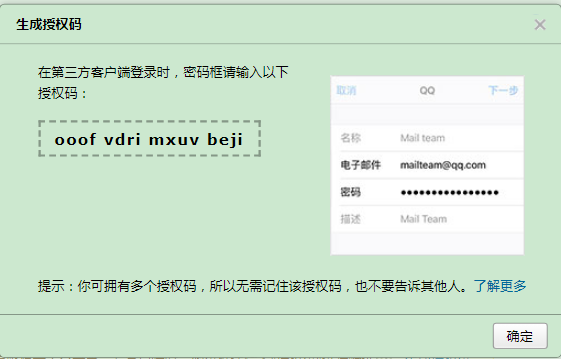 生成授权码
在第三方客户端登录时，密码框请输入以下
授权码：
ooof vdri mxuv beji
取消 QQ 下一步
名称 Mail team
电子邮件 mailteam@qq.com
密码 ●●●●●●●●●●●●●●●●
描述 Mail Team
提示：你可拥有多个授权码，所以无需记住该授权码，也不要告诉其他人。了解更多
确定